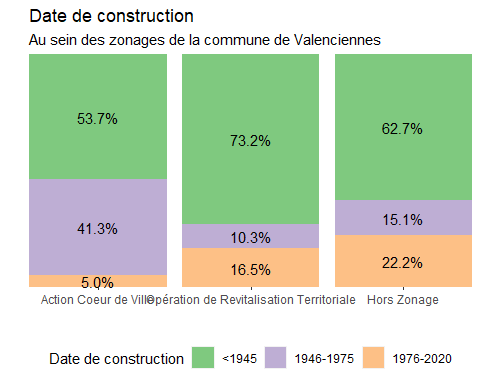 Date de construction
Au sein des zonages de la commune de Valenciennes
53.7%
73.2%
62.7%
41.3%
10.3%
15.1%
5.0%
16.5%
22.2%
Action Coeur de Ville
Opération de Revitalisation Territoriale
Hors Zonage
Date de construction
<1945
1946-1975
1976-2020